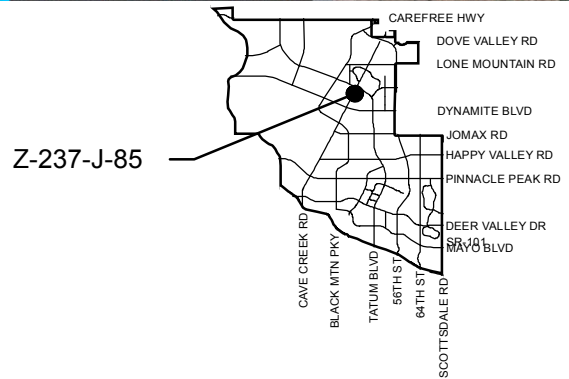 CAREFREE HWY
DOVE VALLEY RD
LONE MOUNTAIN RD
DYNAMITE BLVD
JOMAX RD
Z-237-J-85
HAPPY VALLEY RD
PINNACLE PEAK RD
DEER VALLEY DR
SR-101
MAYO BLVD
CAVE CREEK RD
BLACK MTN PKY
TATUM BLVD
56TH ST
64TH ST
SCOTTSDALE RD